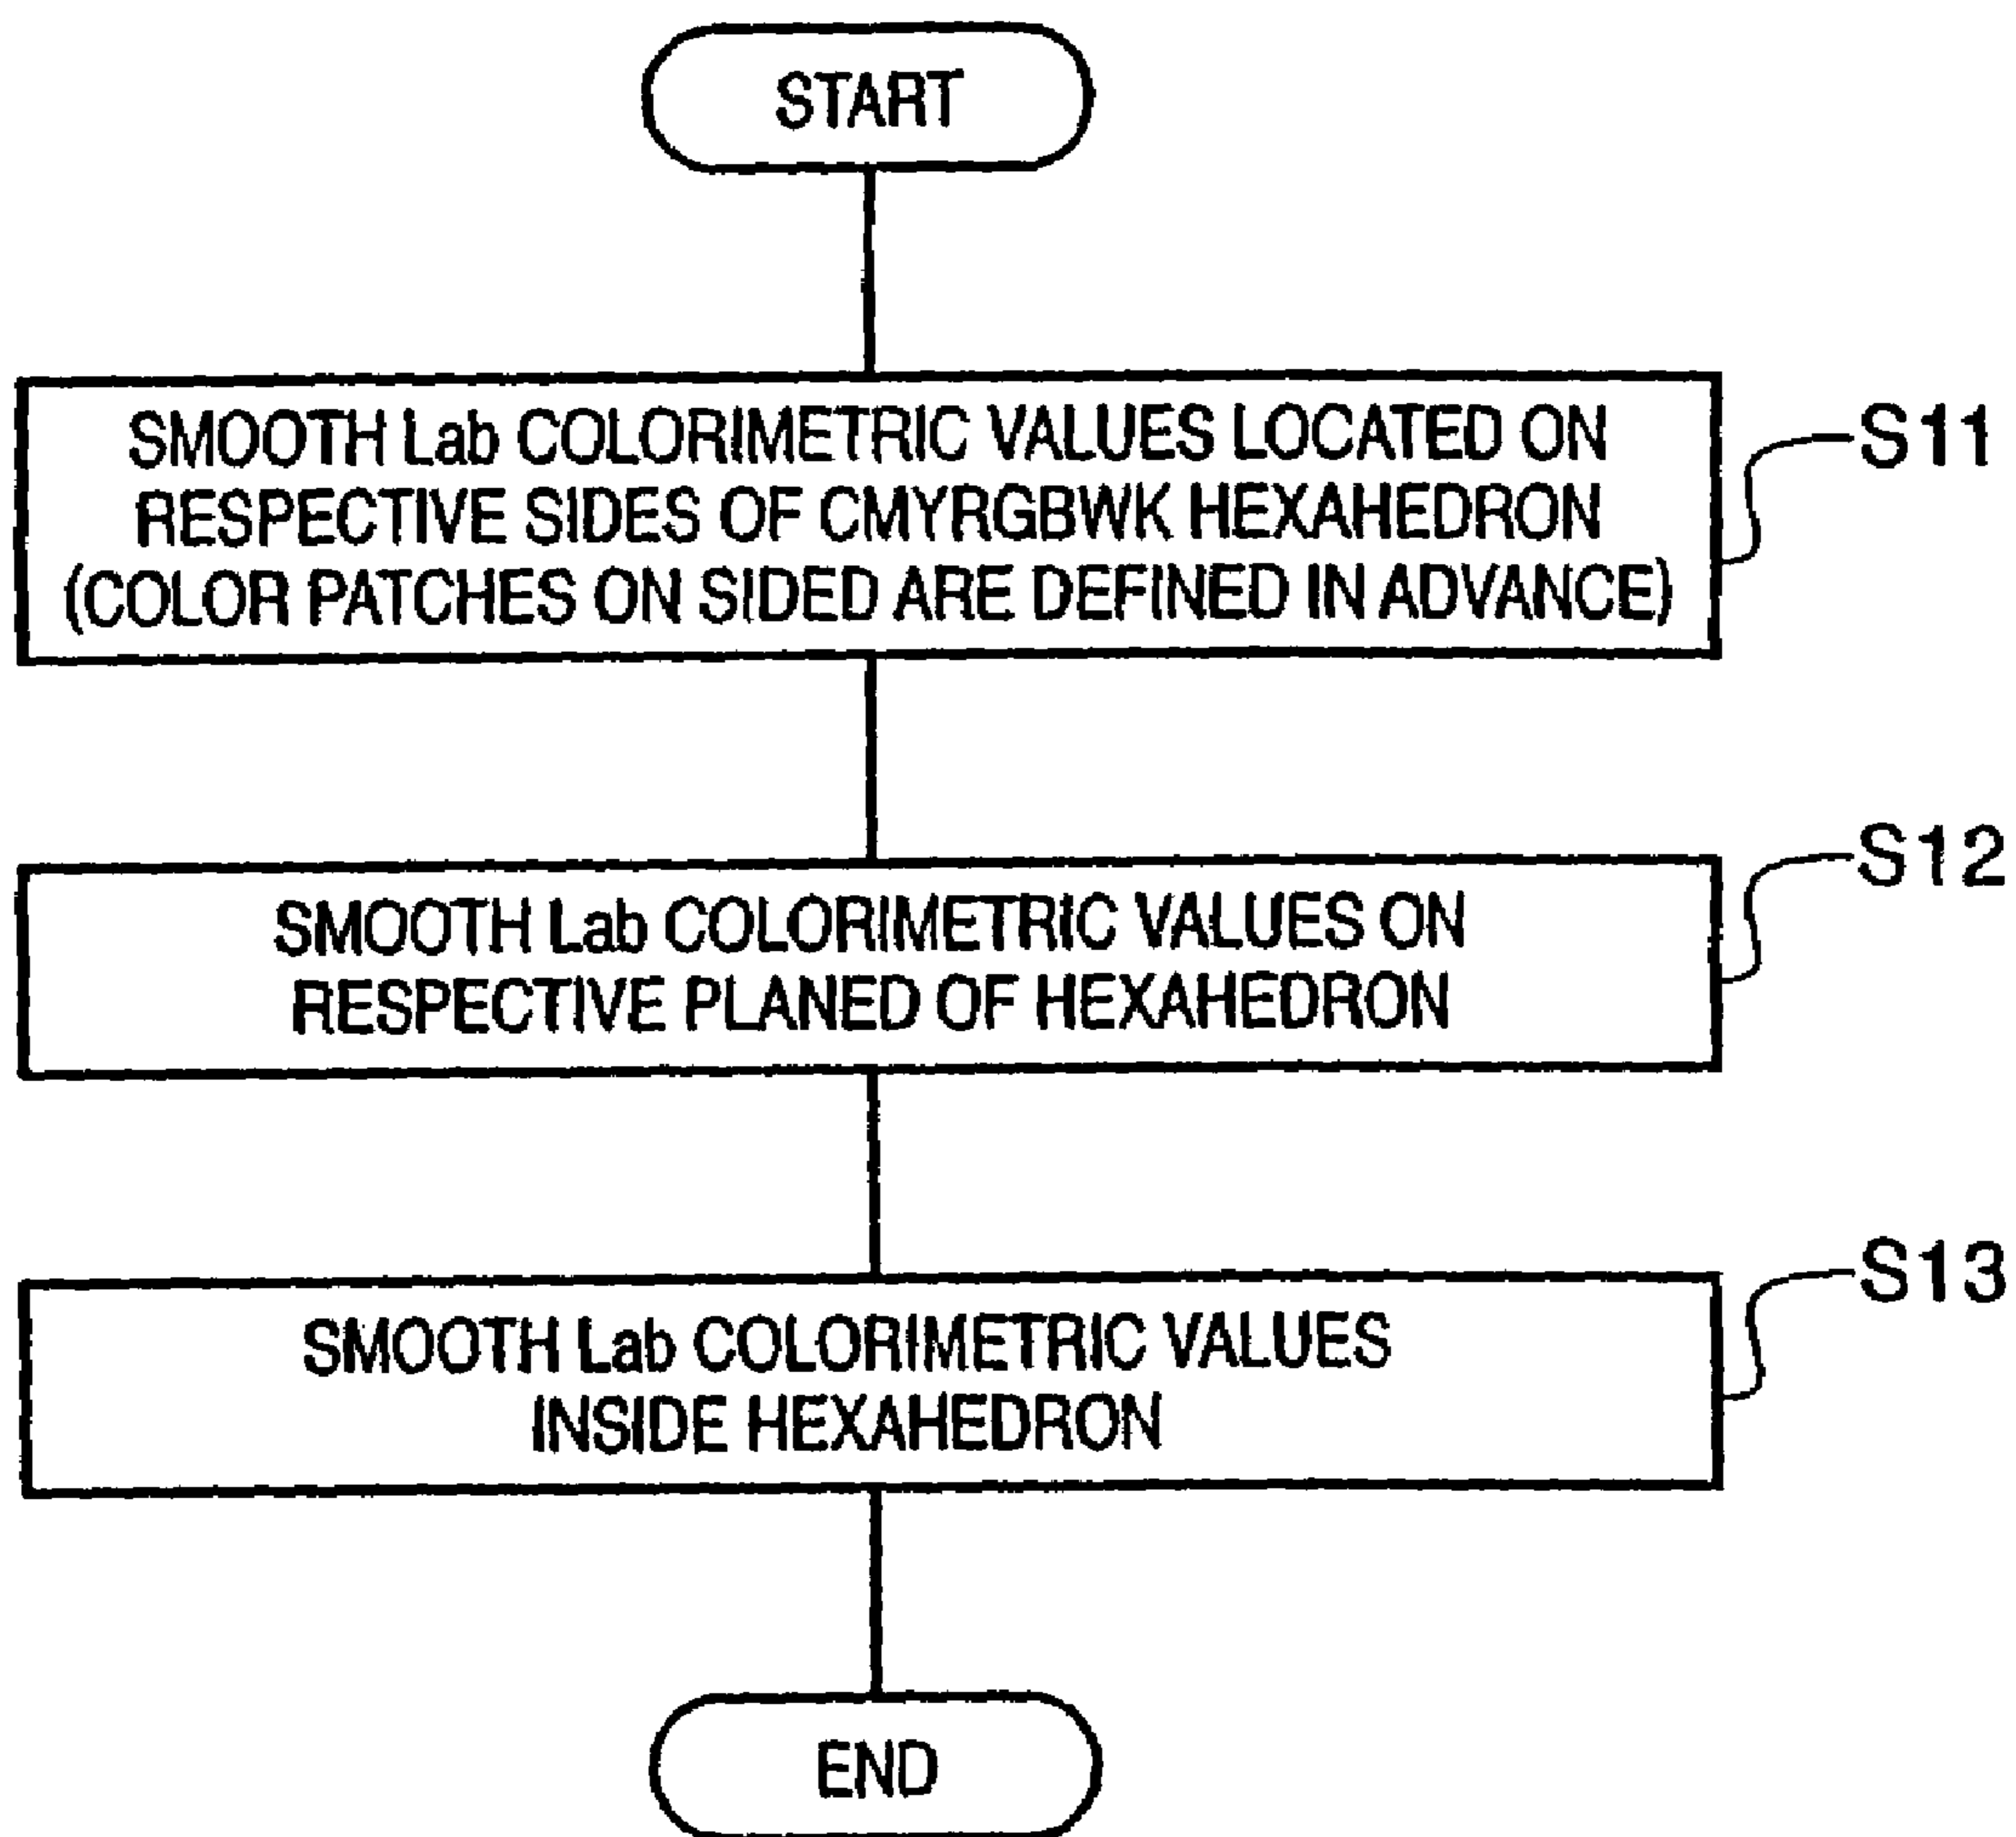 START
SMOOTH Lab COLORIMETRIC VALUES LOCATED ON
RESPECTIVE SIDES OF CMYRGBWK HEXAHEDRON
(COLOR PATCHES ON SIDED ARE DEFINED IN ADVANCE)
S11
SMOOTH Lab COLORIMETRIC VALUES ON
RESPECTIVE PLANED OF HEXAHEDRON
S12
SMOOTH Lab COLORIMETRIC VALUES
INSIDE HEXAHEDRON
S13
END